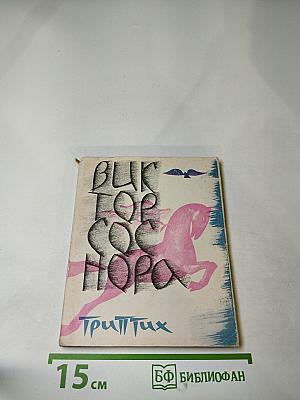 ВИК
ТОР
СОС
НОРА
ТРИПТИХ
15 см
БФ БИБЛИОФАН